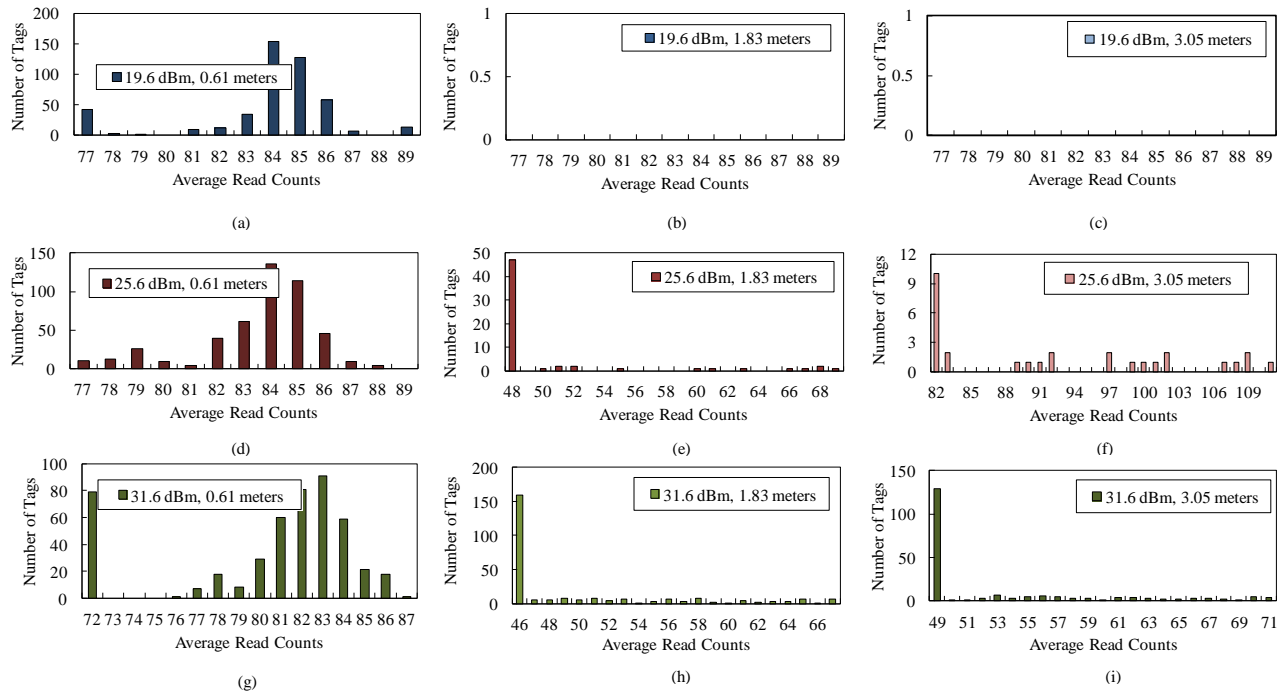 Number of Tags
200
150
100
50
0
19.6 dBm, 0.61 meters
77 78 79 80 81 82 83 84 85 86 87 88 89
Average Read Counts
(a)
Number of Tags
1
0.5
0
19.6 dBm, 1.83 meters
77 78 79 80 81 82 83 84 85 86 87 88 89
Average Read Counts
(b)
Number of Tags
1
0.5
0
19.6 dBm, 3.05 meters
77 78 79 80 81 82 83 84 85 86 87 88 89
Average Read Counts
(c)
Number of Tags
150
100
50
0
25.6 dBm, 0.61 meters
77 78 79 80 81 82 83 84 85 86 87 88 89
Average Read Counts
(d)
Number of Tags
50
40
30
20
10
0
25.6 dBm, 1.83 meters
48 50 52 54 56 58 60 62 64 66 68
Average Read Counts
(e)
Number of Tags
12
9
6
3
0
25.6 dBm, 3.05 meters
82 85 88 91 94 97 100 103 106 109
Average Read Counts
(f)
Number of Tags
100
80
60
40
20
0
31.6 dBm, 0.61 meters
72 73 74 75 76 77 78 79 80 81 82 83 84 85 86 87
Average Read Counts
(g)
Number of Tags
200
150
100
50
0
31.6 dBm, 1.83 meters
46 48 50 52 54 56 58 60 62 64 66
Average Read Counts
(h)
Number of Tags
150
100
50
0
31.6 dBm, 3.05 meters
49 51 53 55 57 59 61 63 65 67 69 71
Average Read Counts
(i)